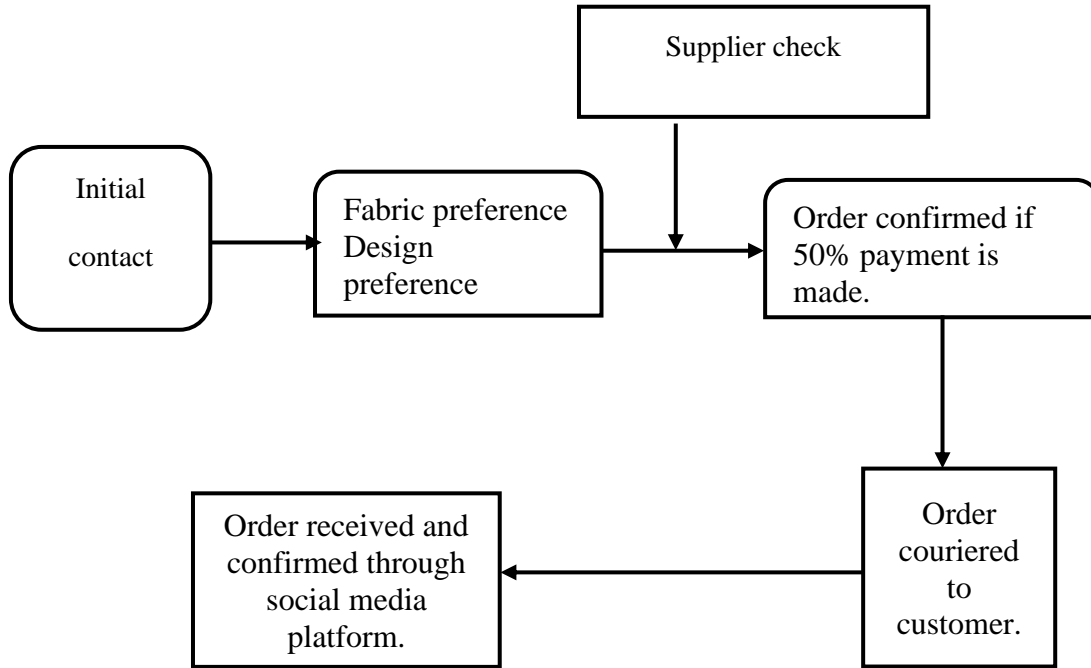 Supplier check
Initial
contact
Fabric preference
Design
preference
Order confirmed if
50% payment is
made.
Order
couriered
to
customer.
Order received and
confirmed through
social media
platform.